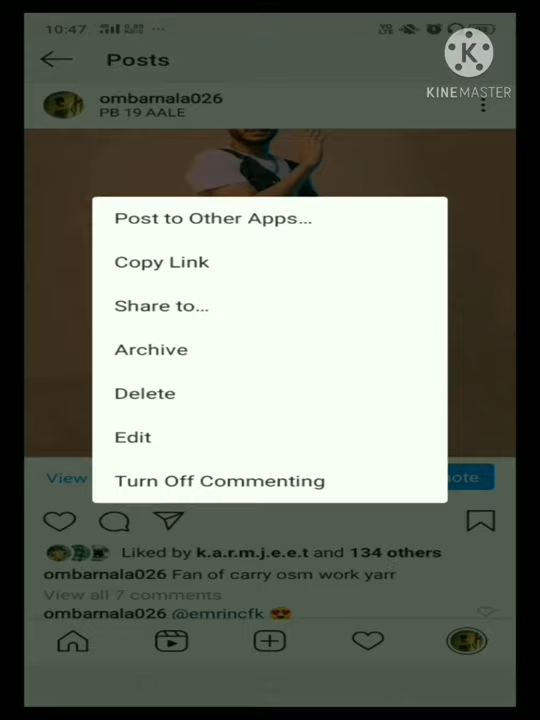 10:47
KINEMASTER
Posts
ombarnala026
PB 19 AALE
Post to Other Apps...
Copy Link
Share to...
Archive
Delete
Edit
Turn Off Commenting
View
Liked by k.a.r.m.j.e.e.t and 134 others
ombarnala026 Fan of carry osm work yarr
View all 7 comments
ombarnala026 @emrincfk 😍